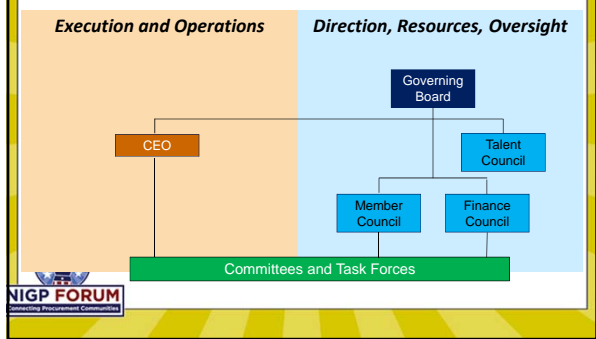 Execution and Operations
Direction, Resources, Oversight
Governing
Board
CEO
Talent
Council
Member
Council
Finance
Council
Committees and Task Forces
NIGP FORUM
Connecting Procurement Communities